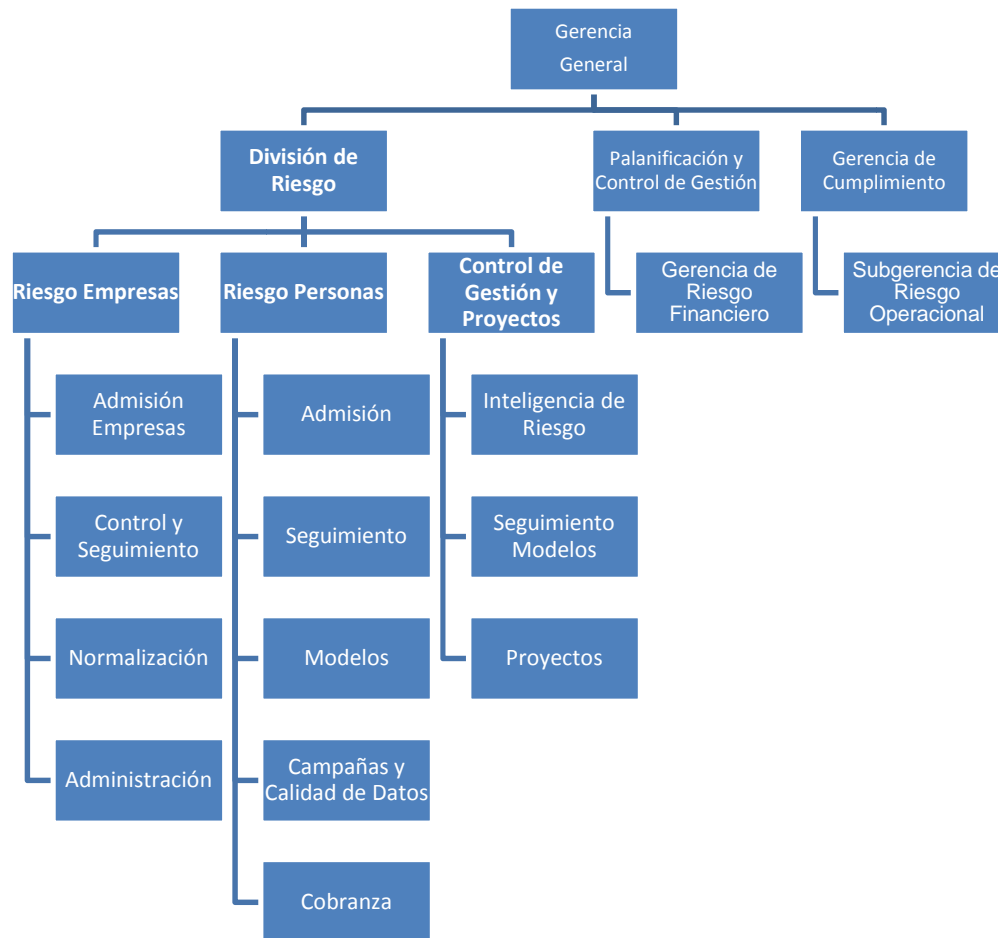 Gerencia
General
División de
Riesgo
Palanificación y
Control de Gestión
Gerencia de
Cumplimiento
Riesgo Empresas
Riesgo Personas
Control de
Gestión y
Proyectos
Gerencia de
Riesgo
Financiero
Subgerencia de
Riesgo
Operacional
Admisión
Empresas
Control y
Seguimiento
Normalización
Administración
Admisión
Seguimiento
Modelos
Campañas y
Calidad de Datos
Cobranza
Inteligencia de
Riesgo
Seguimiento
Modelos
Proyectos